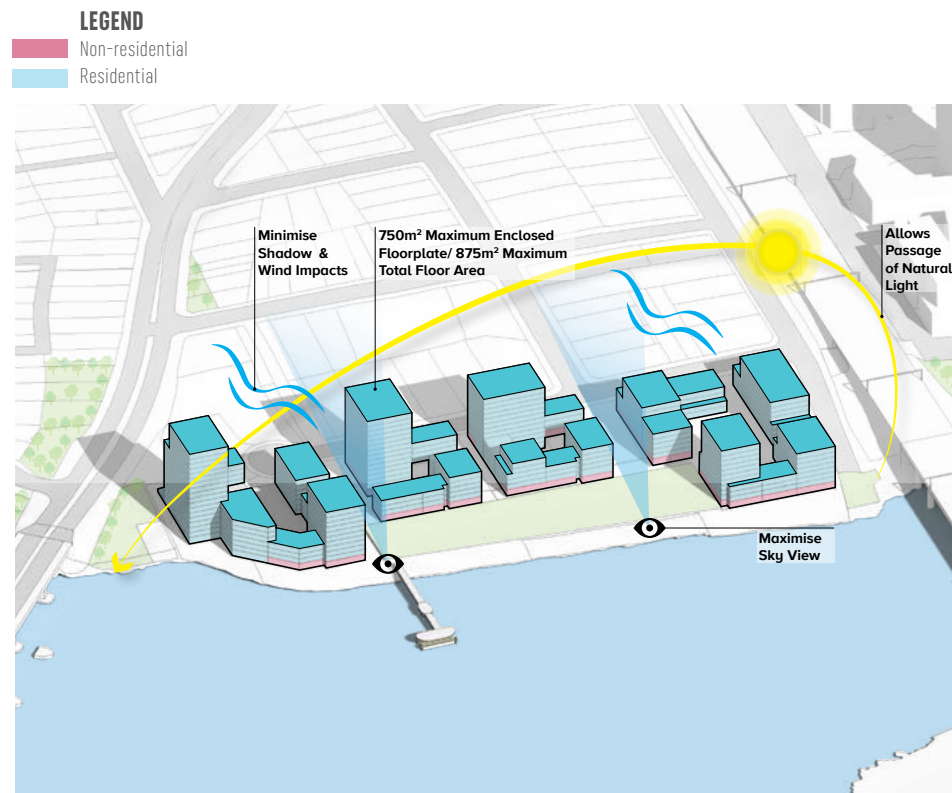 LEGEND
Non-residential
Residential
Minimise
Shadow &
Wind Impacts
750m² Maximum Enclosed
Floorplate/ 875m² Maximum
Total Floor Area
Allows
Passage
of Natural
Light
Maximise
Sky View